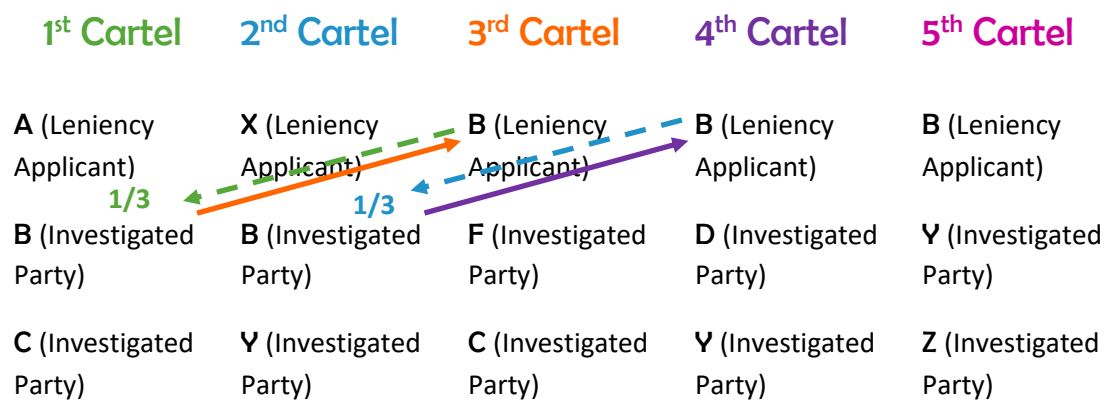 1st Cartel 2nd Cartel 3rd Cartel 4th Cartel 5th Cartel
A (Leniency X (Leniency B (Leniency B (Leniency B (Leniency
Applicant) Applicant) Applicant) Applicant) Applicant)
1/3 1/3
B (Investigated B (Investigated F (Investigated D (Investigated Y (Investigated
Party) Party) Party) Party) Party)
C (Investigated Y (Investigated C (Investigated Y (Investigated Z (Investigated
Party) Party) Party) Party) Party)